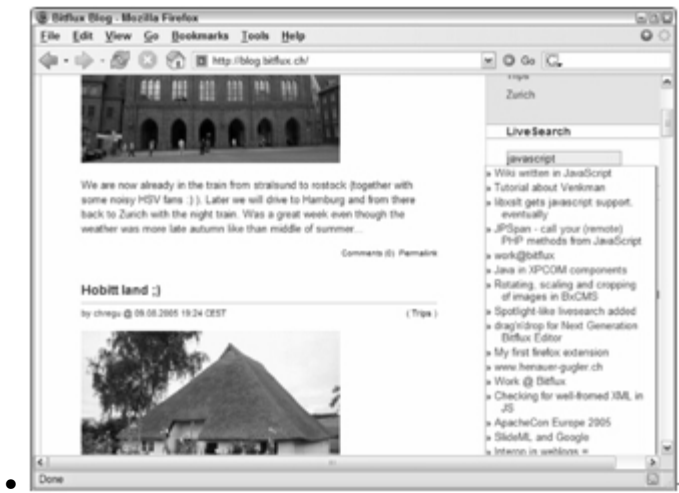 Bitflux Blog - Mozilla Firefox
File Edit View Go Bookmarks Tools Help
http://blog.bitflux.ch/
Go
Trips
Zurich
LiveSearch
javascript
» Wiki written in JavaScript
» Tutorial about Venkman
» libxslt gets javascript support,
eventually
» JPSpan - call your (remote)
PHP methods from JavaScript
» work@bitflux
» Java in XPCOM components
» Rotating, scaling and cropping
of images in BxCMS
» Spotlight-like livesearch added
» drag'n'drop for Next Generation
Bitflux Editor
» My first firefox extension
» www.henauer-gugler.ch
» Work @ Bitflux
» Checking for well-fromed XML in
JS
» ApacheCon Europe 2005
» SlideML and Google
» Interop in weblogs =
We are now already in the train from stralsund to rostock (together with
some noisy HSV fans :) ). Later we will drive to Hamburg and from there
back to Zurich with the night train. Was a great week even though the
weather was more late autumn like than middle of summer...
Comments (0) Permalink
Hobitt land ;)
by chregu @ 09.08.2005 19:24 CEST
( Trips )
Done